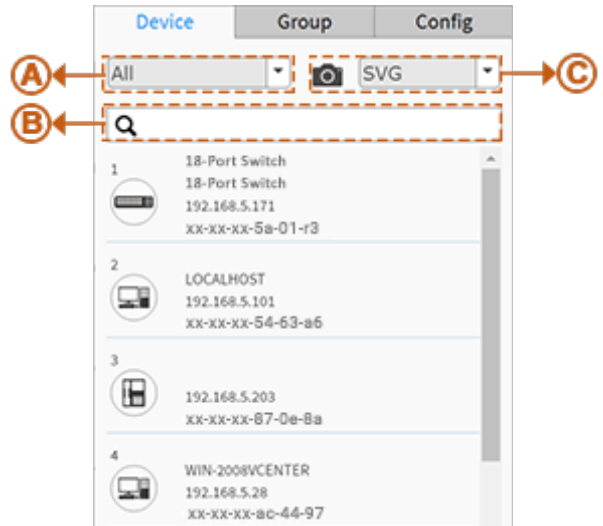 Device Group Config
A All SVG C
B
1
18-Port Switch
18-Port Switch
192.168.5.171
xx-xx-xx-5a-01-r3
2
LOCALHOST
192.168.5.101
xx-xx-xx-54-63-a6
3
192.168.5.203
xx-xx-xx-87-0e-8a
4
WIN-2008VCENTER
192.168.5.28
xx-xx-xx-ac-44-97